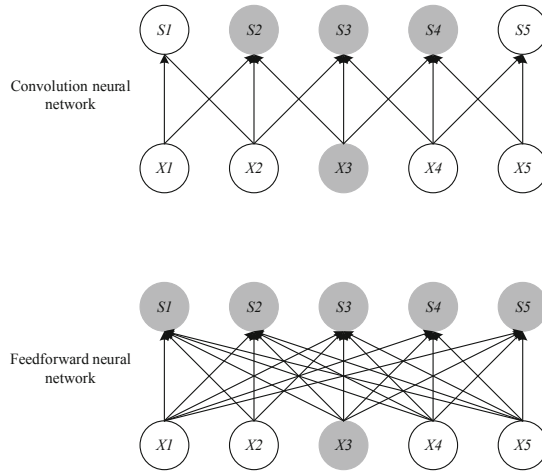 S1 S2 S3 S4 S5
Convolution neural
network
X1 X2 X3 X4 X5
S1 S2 S3 S4 S5
Feedforward neural
network
X1 X2 X3 X4 X5